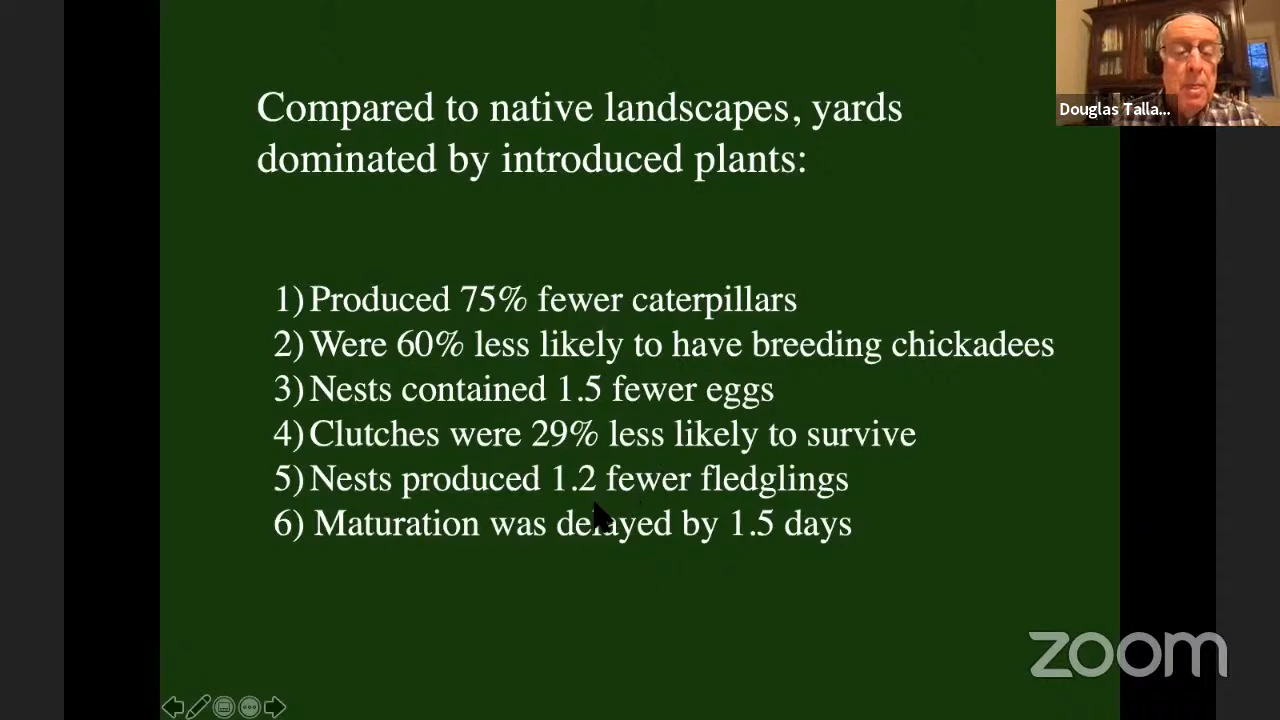 Compared to native landscapes, yards
dominated by introduced plants:
Douglas Talla...
1) Produced 75% fewer caterpillars
2) Were 60% less likely to have breeding chickadees
3) Nests contained 1.5 fewer eggs
4) Clutches were 29% less likely to survive
5) Nests produced 1.2 fewer fledglings
6) Maturation was delayed by 1.5 days
zoom